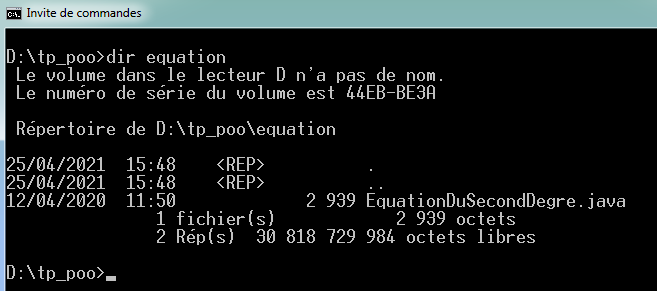 Invite de commandes
D:\tp_poo>dir equation
 Le volume dans le lecteur D n'a pas de nom.
 Le numéro de série du volume est 44EB-BE3A
 Répertoire de D:\tp_poo\equation
25/04/2021  15:48    <REP>          .
25/04/2021  15:48    <REP>          ..
12/04/2020  11:50             2 939 EquationDuSecondDegre.java
               1 fichier(s)            2 939 octets
               2 Rép(s)  30 818 729 984 octets libres
D:\tp_poo>_